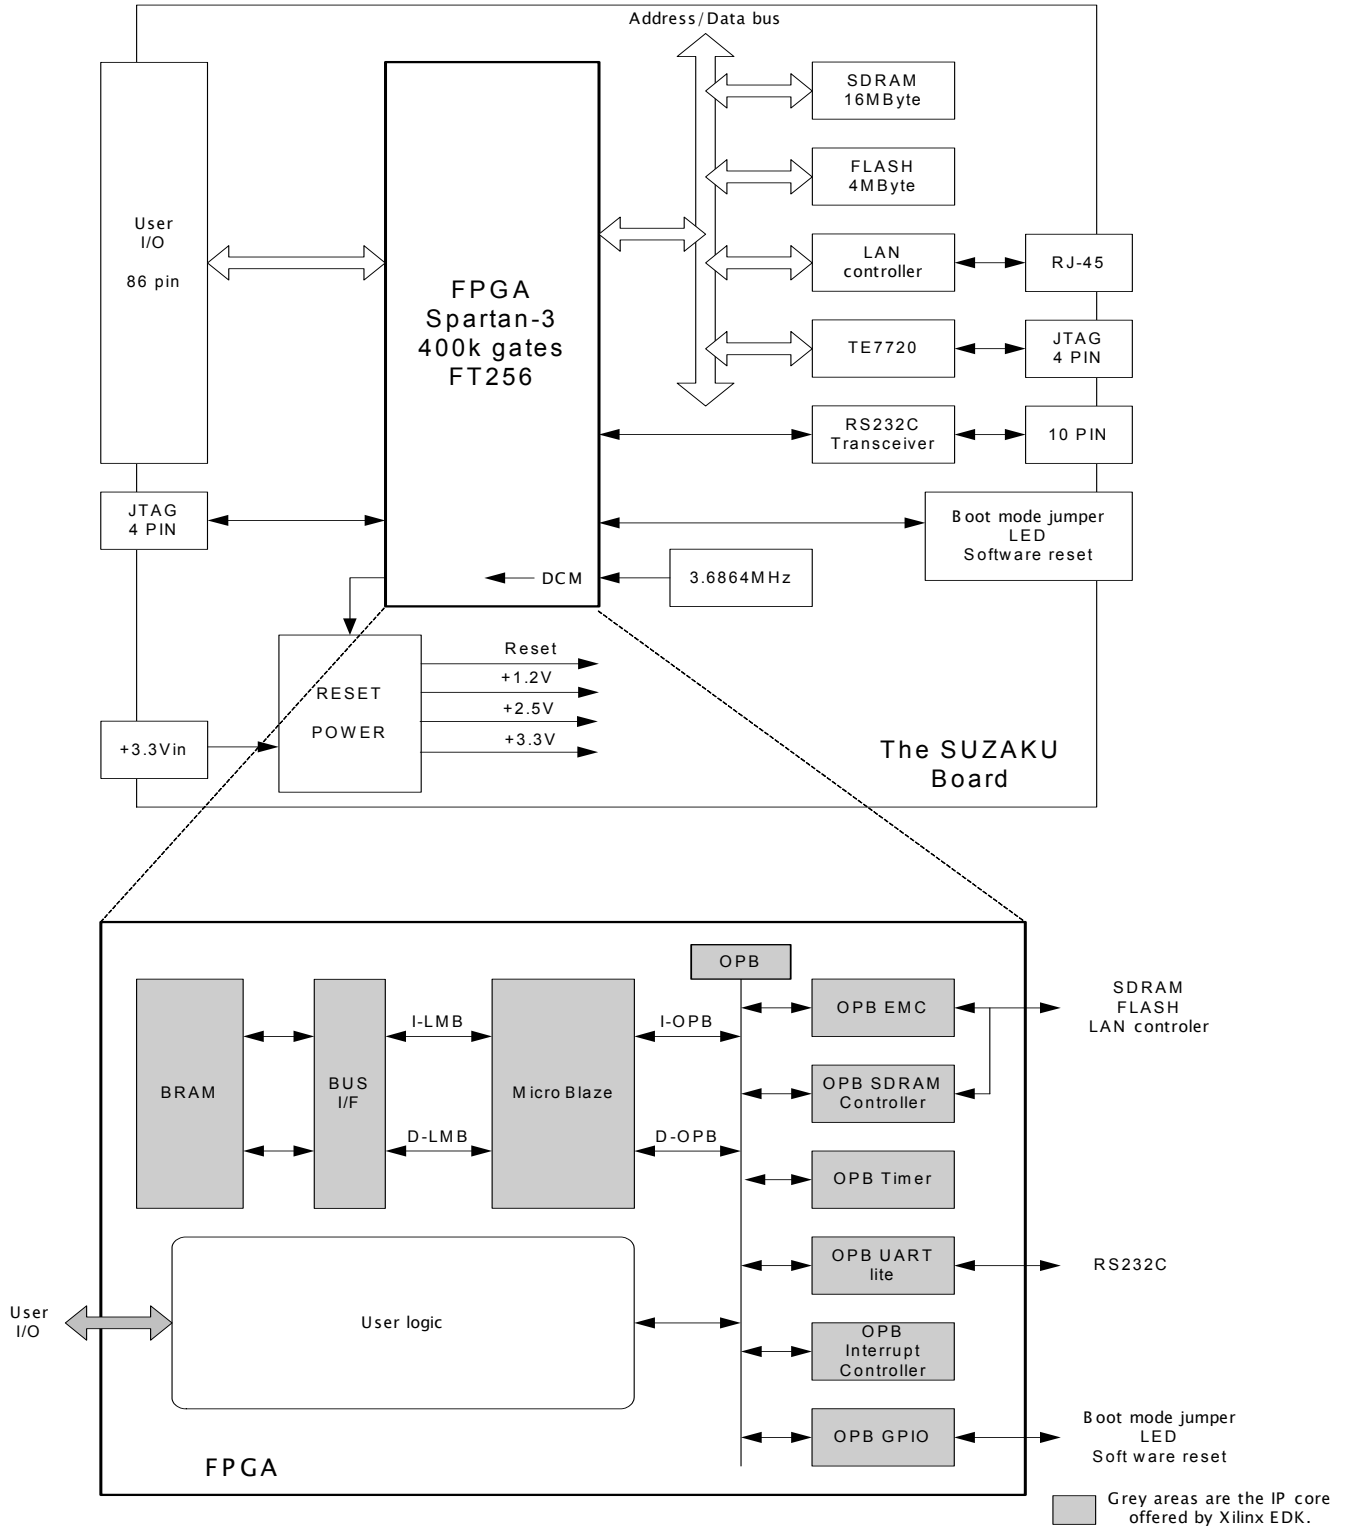 Address/Data bus
SDRAM
16MByte
FLASH
4MByte
User
I/O
86 pin
LAN
controller
RJ-45
FPGA
Spartan-3
400k gates
FT256
TE7720
JTAG
4 PIN
RS232C
Transceiver
10 PIN
JTAG
4 PIN
Boot mode jumper
LED
Software reset
DCM
3.6864MHz
RESET
POWER
Reset
+1.2V
+2.5V
+3.3V
+3.3Vin
The SUZAKU
Board
OPB
BRAM
BUS
I/F
I-LMB
D-LMB
MicroBlaze
I-OPB
D-OPB
OPB EMC
SDRAM
FLASH
LAN controler
OPB SDRAM
Controller
OPB Timer
OPB UART
lite
RS232C
User
I/O
User logic
OPB
Interrupt
Controller
OPB GPIO
Boot mode jumper
LED
Software reset
FPGA
Grey areas are the IP core
offered by Xilinx EDK.